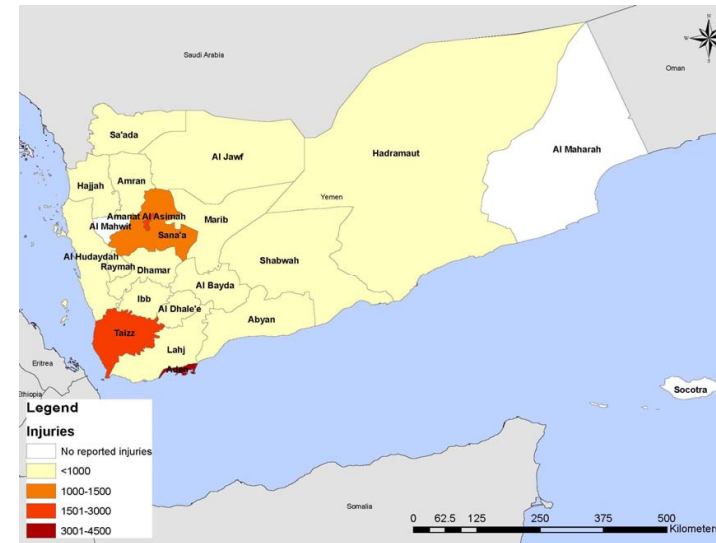 N
W
S
Saudi Arabia
Oman
Sa'ada
Al Jawf
Hadramaut
Al Maharah
Hajjah
Amran
Yemen
Amanat Al Asimah
Marib
Al Mahwit
Sana'a
Al Hudaydah
Raymah
Dhamar
Shabwah
Al Bayda
Ibb
Al Dhale'e
Abyan
Taizz
Lahj
Aden
Eritrea
Ethiopia
Socotra
Somalia
Legend
Injuries
No reported injuries
<1000
1000-1500
1501-3000
3001-4500
0 62.5 125 250 375 500
Kilometers